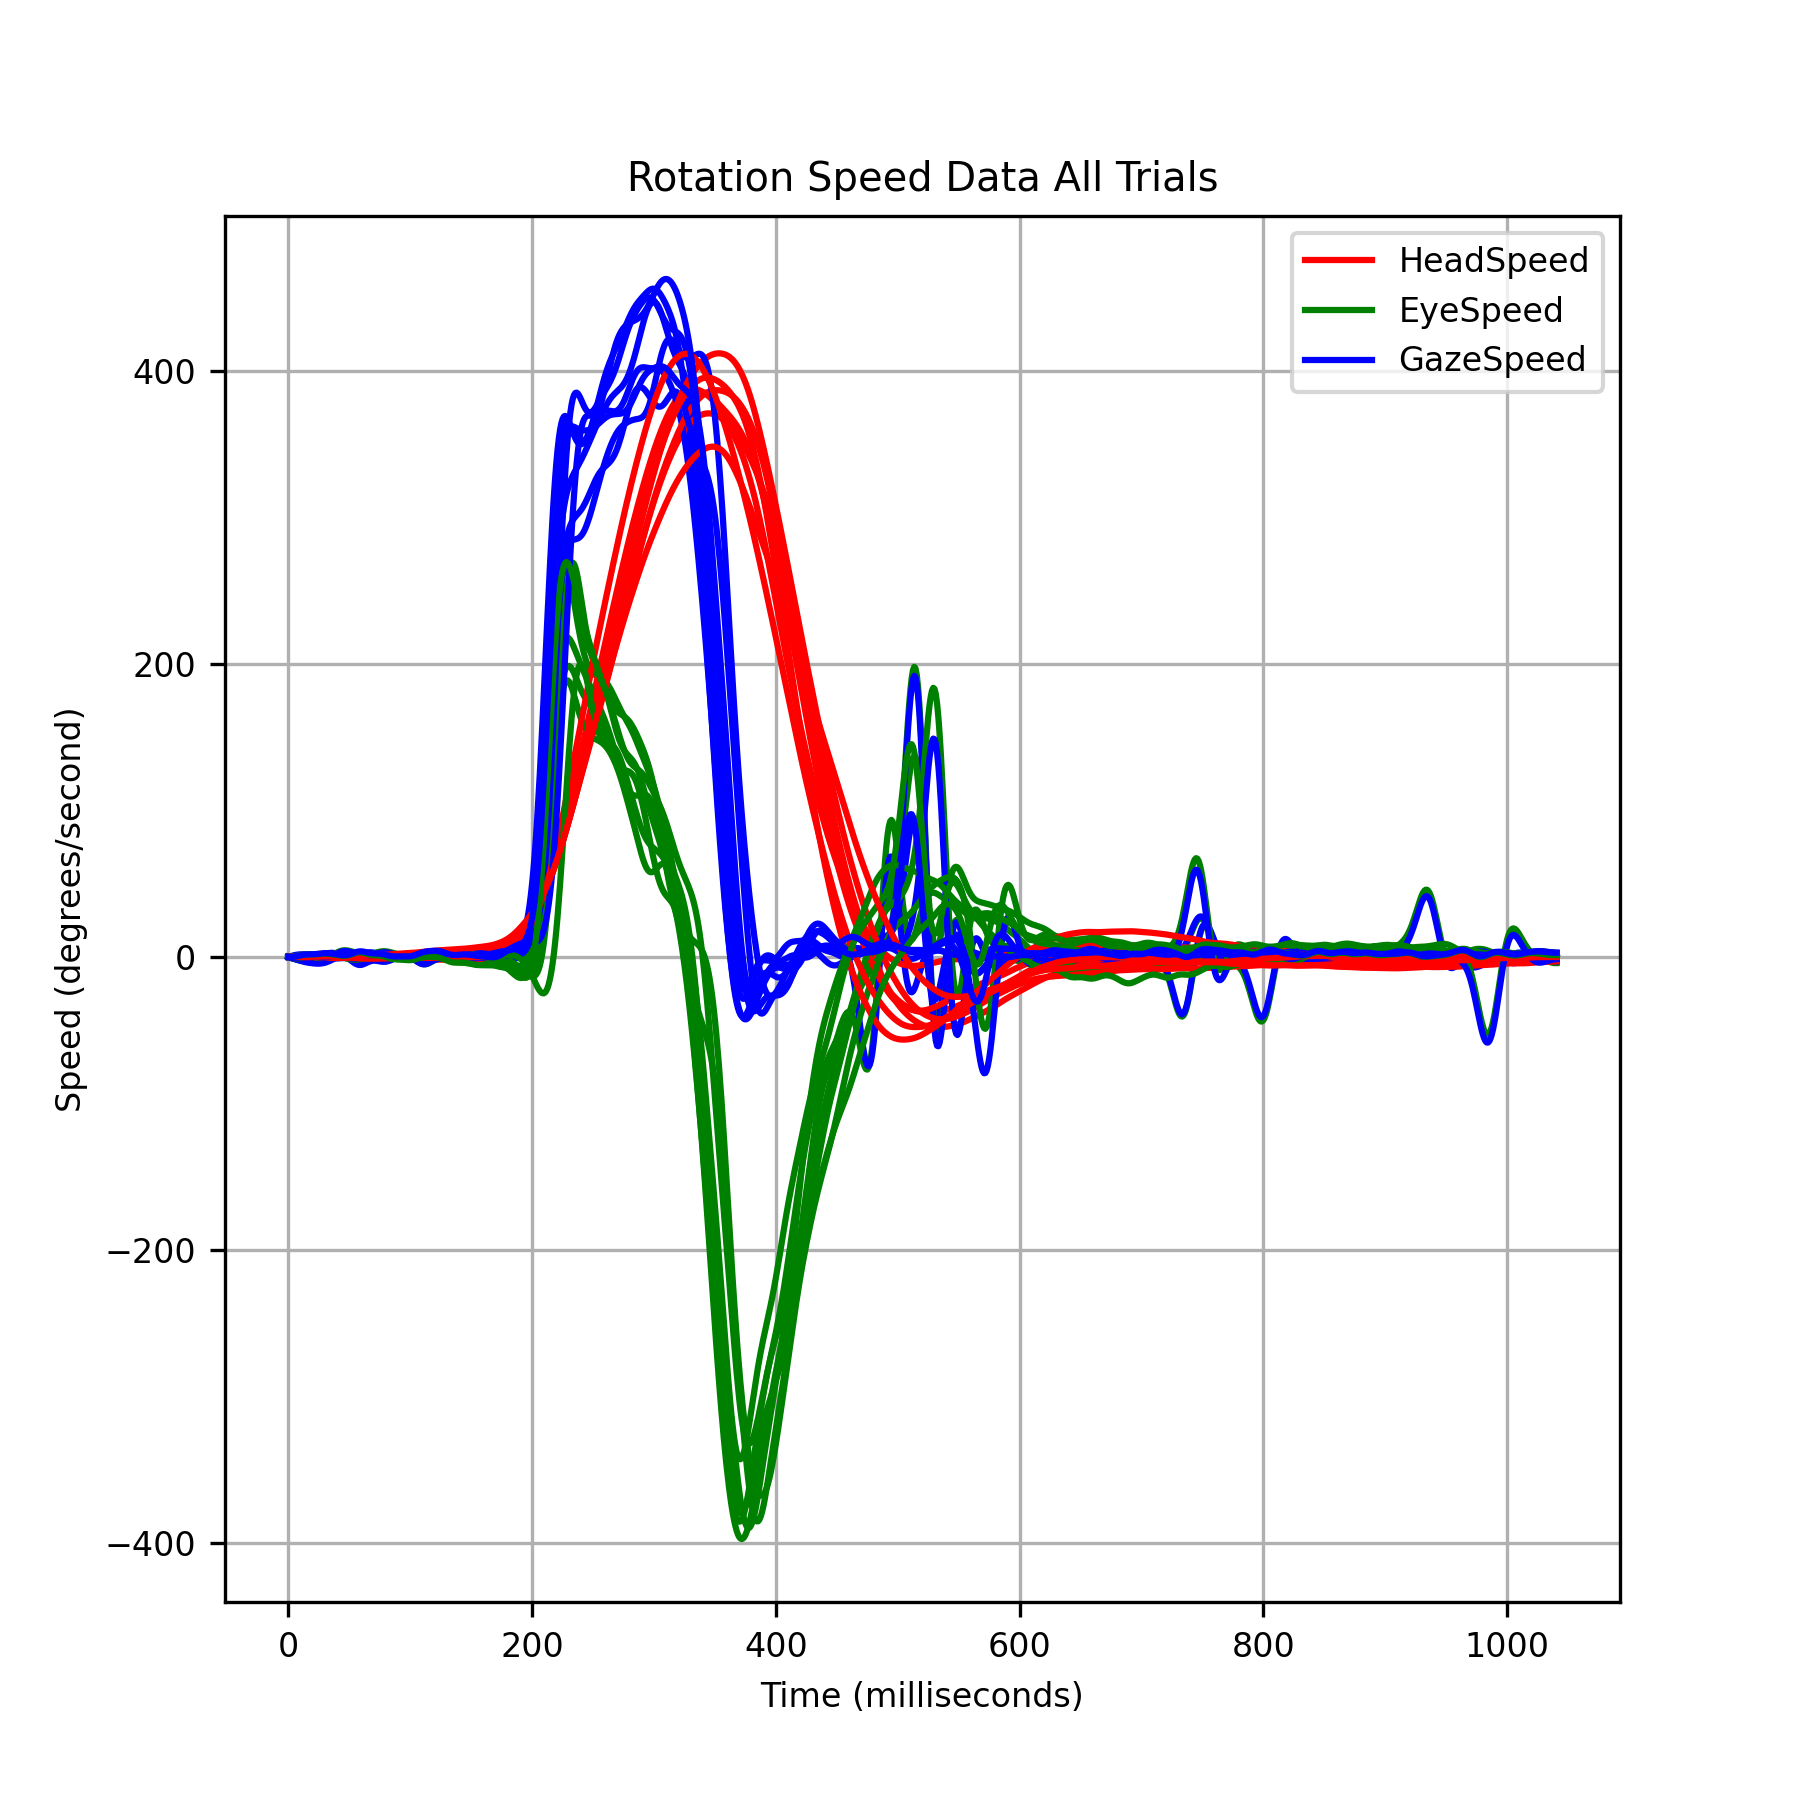 Rotation Speed Data All Trials
HeadSpeed
EyeSpeed
GazeSpeed
400
200
0
−200
−400
Speed (degrees/second)
0 200 400 600 800 1000
Time (milliseconds)